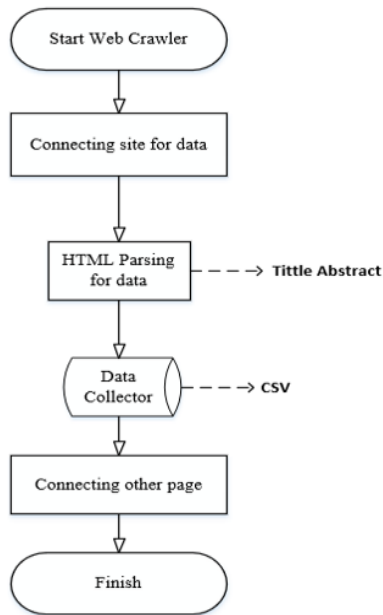 Start Web Crawler
Connecting site for data
HTML Parsing
for data
Tittle Abstract
Data
Collector
CSV
Connecting other page
Finish